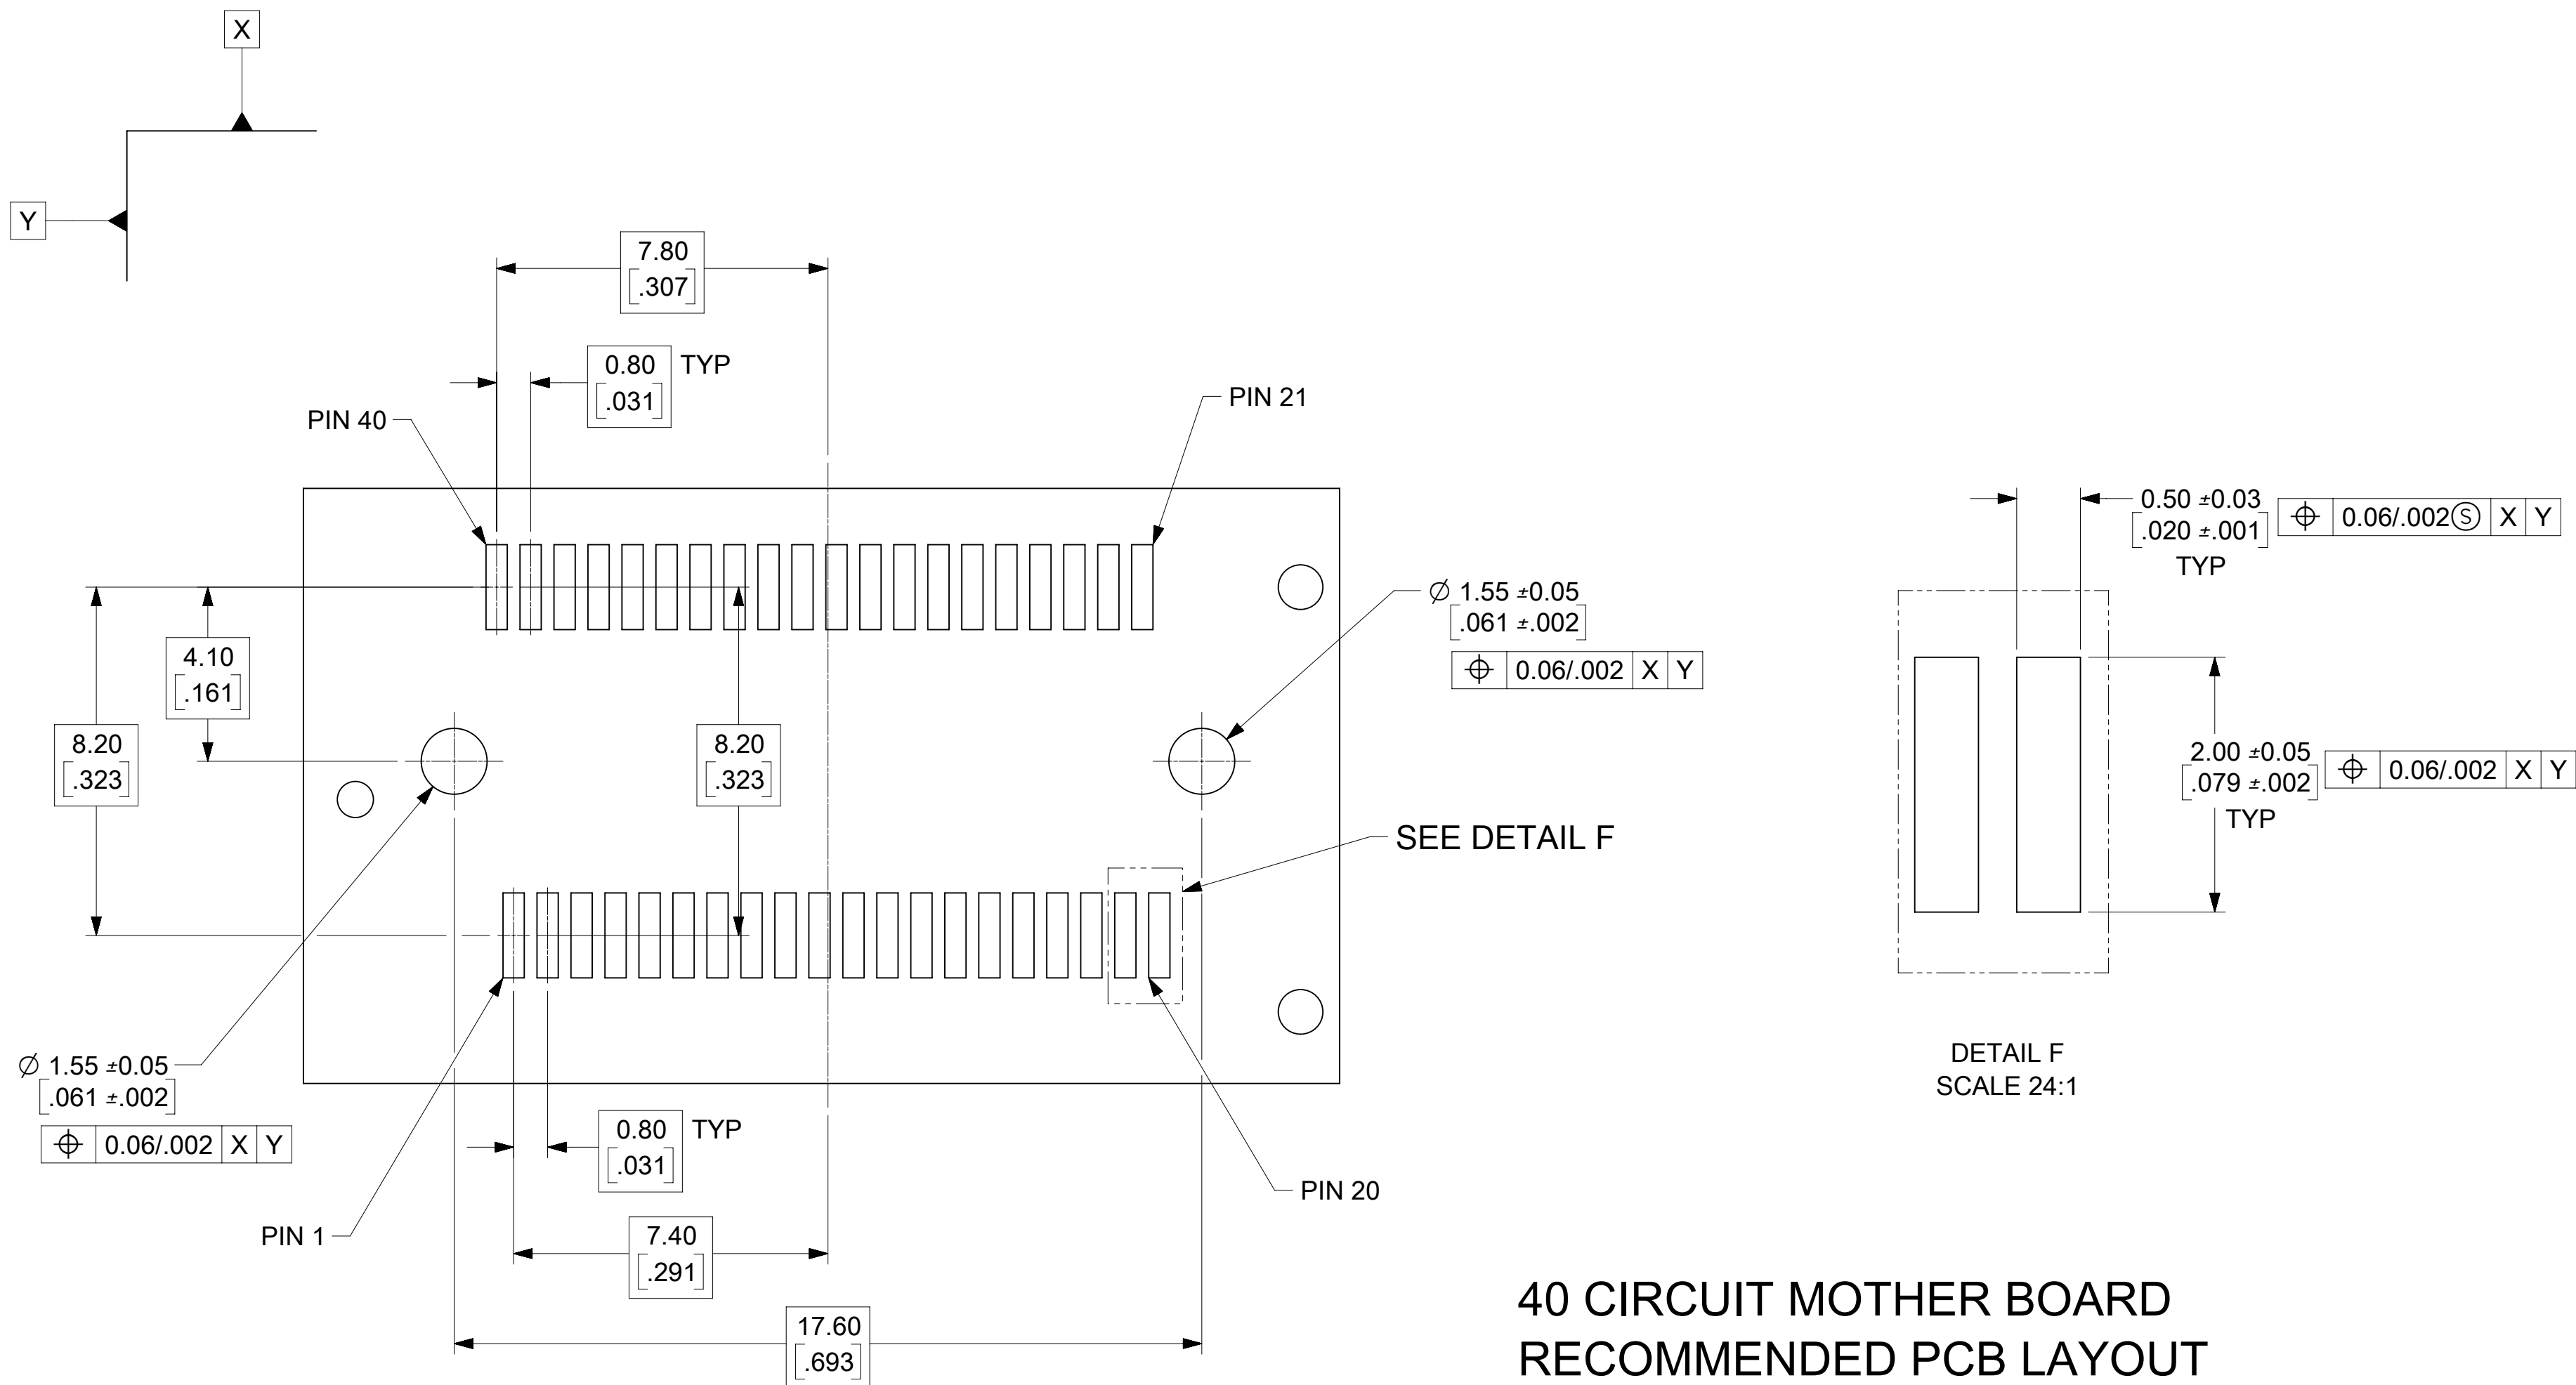 X
Y
7.80
[.307]
0.80 TYP
[.031]
PIN 40
PIN 21
0.50 ±0.03
[.020 ±.001]
TYP
⌖ 0.06/.002Ⓢ X Y
4.10
[.161]
8.20
[.323]
8.20
[.323]
∅ 1.55 ±0.05
[.061 ±.002]
⌖ 0.06/.002 X Y
2.00 ±0.05
[.079 ±.002]
TYP
⌖ 0.06/.002 X Y
SEE DETAIL F
∅ 1.55 ±0.05
[.061 ±.002]
⌖ 0.06/.002 X Y
DETAIL F
SCALE 24:1
0.80 TYP
[.031]
PIN 1
PIN 20
7.40
[.291]
17.60
[.693]
40 CIRCUIT MOTHER BOARD
RECOMMENDED PCB LAYOUT